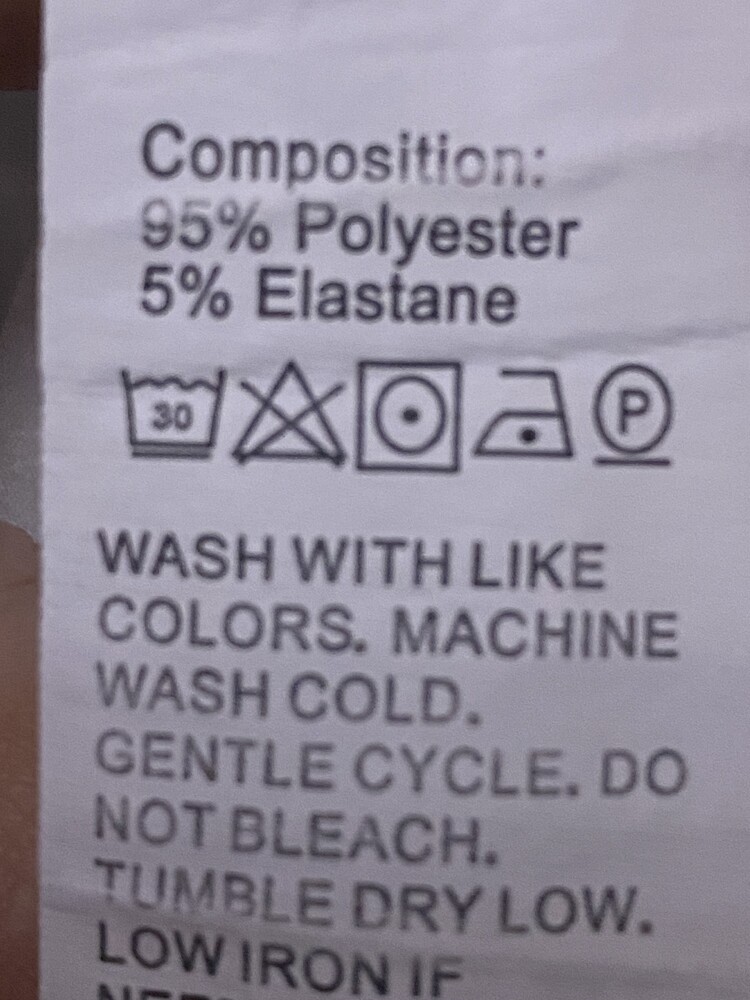 Composition:
95% Polyester
5% Elastane
30 P
WASH WITH LIKE
COLORS. MACHINE
WASH COLD.
GENTLE CYCLE. DO
NOT BLEACH.
TUMBLE DRY LOW.
LOW IRON IF